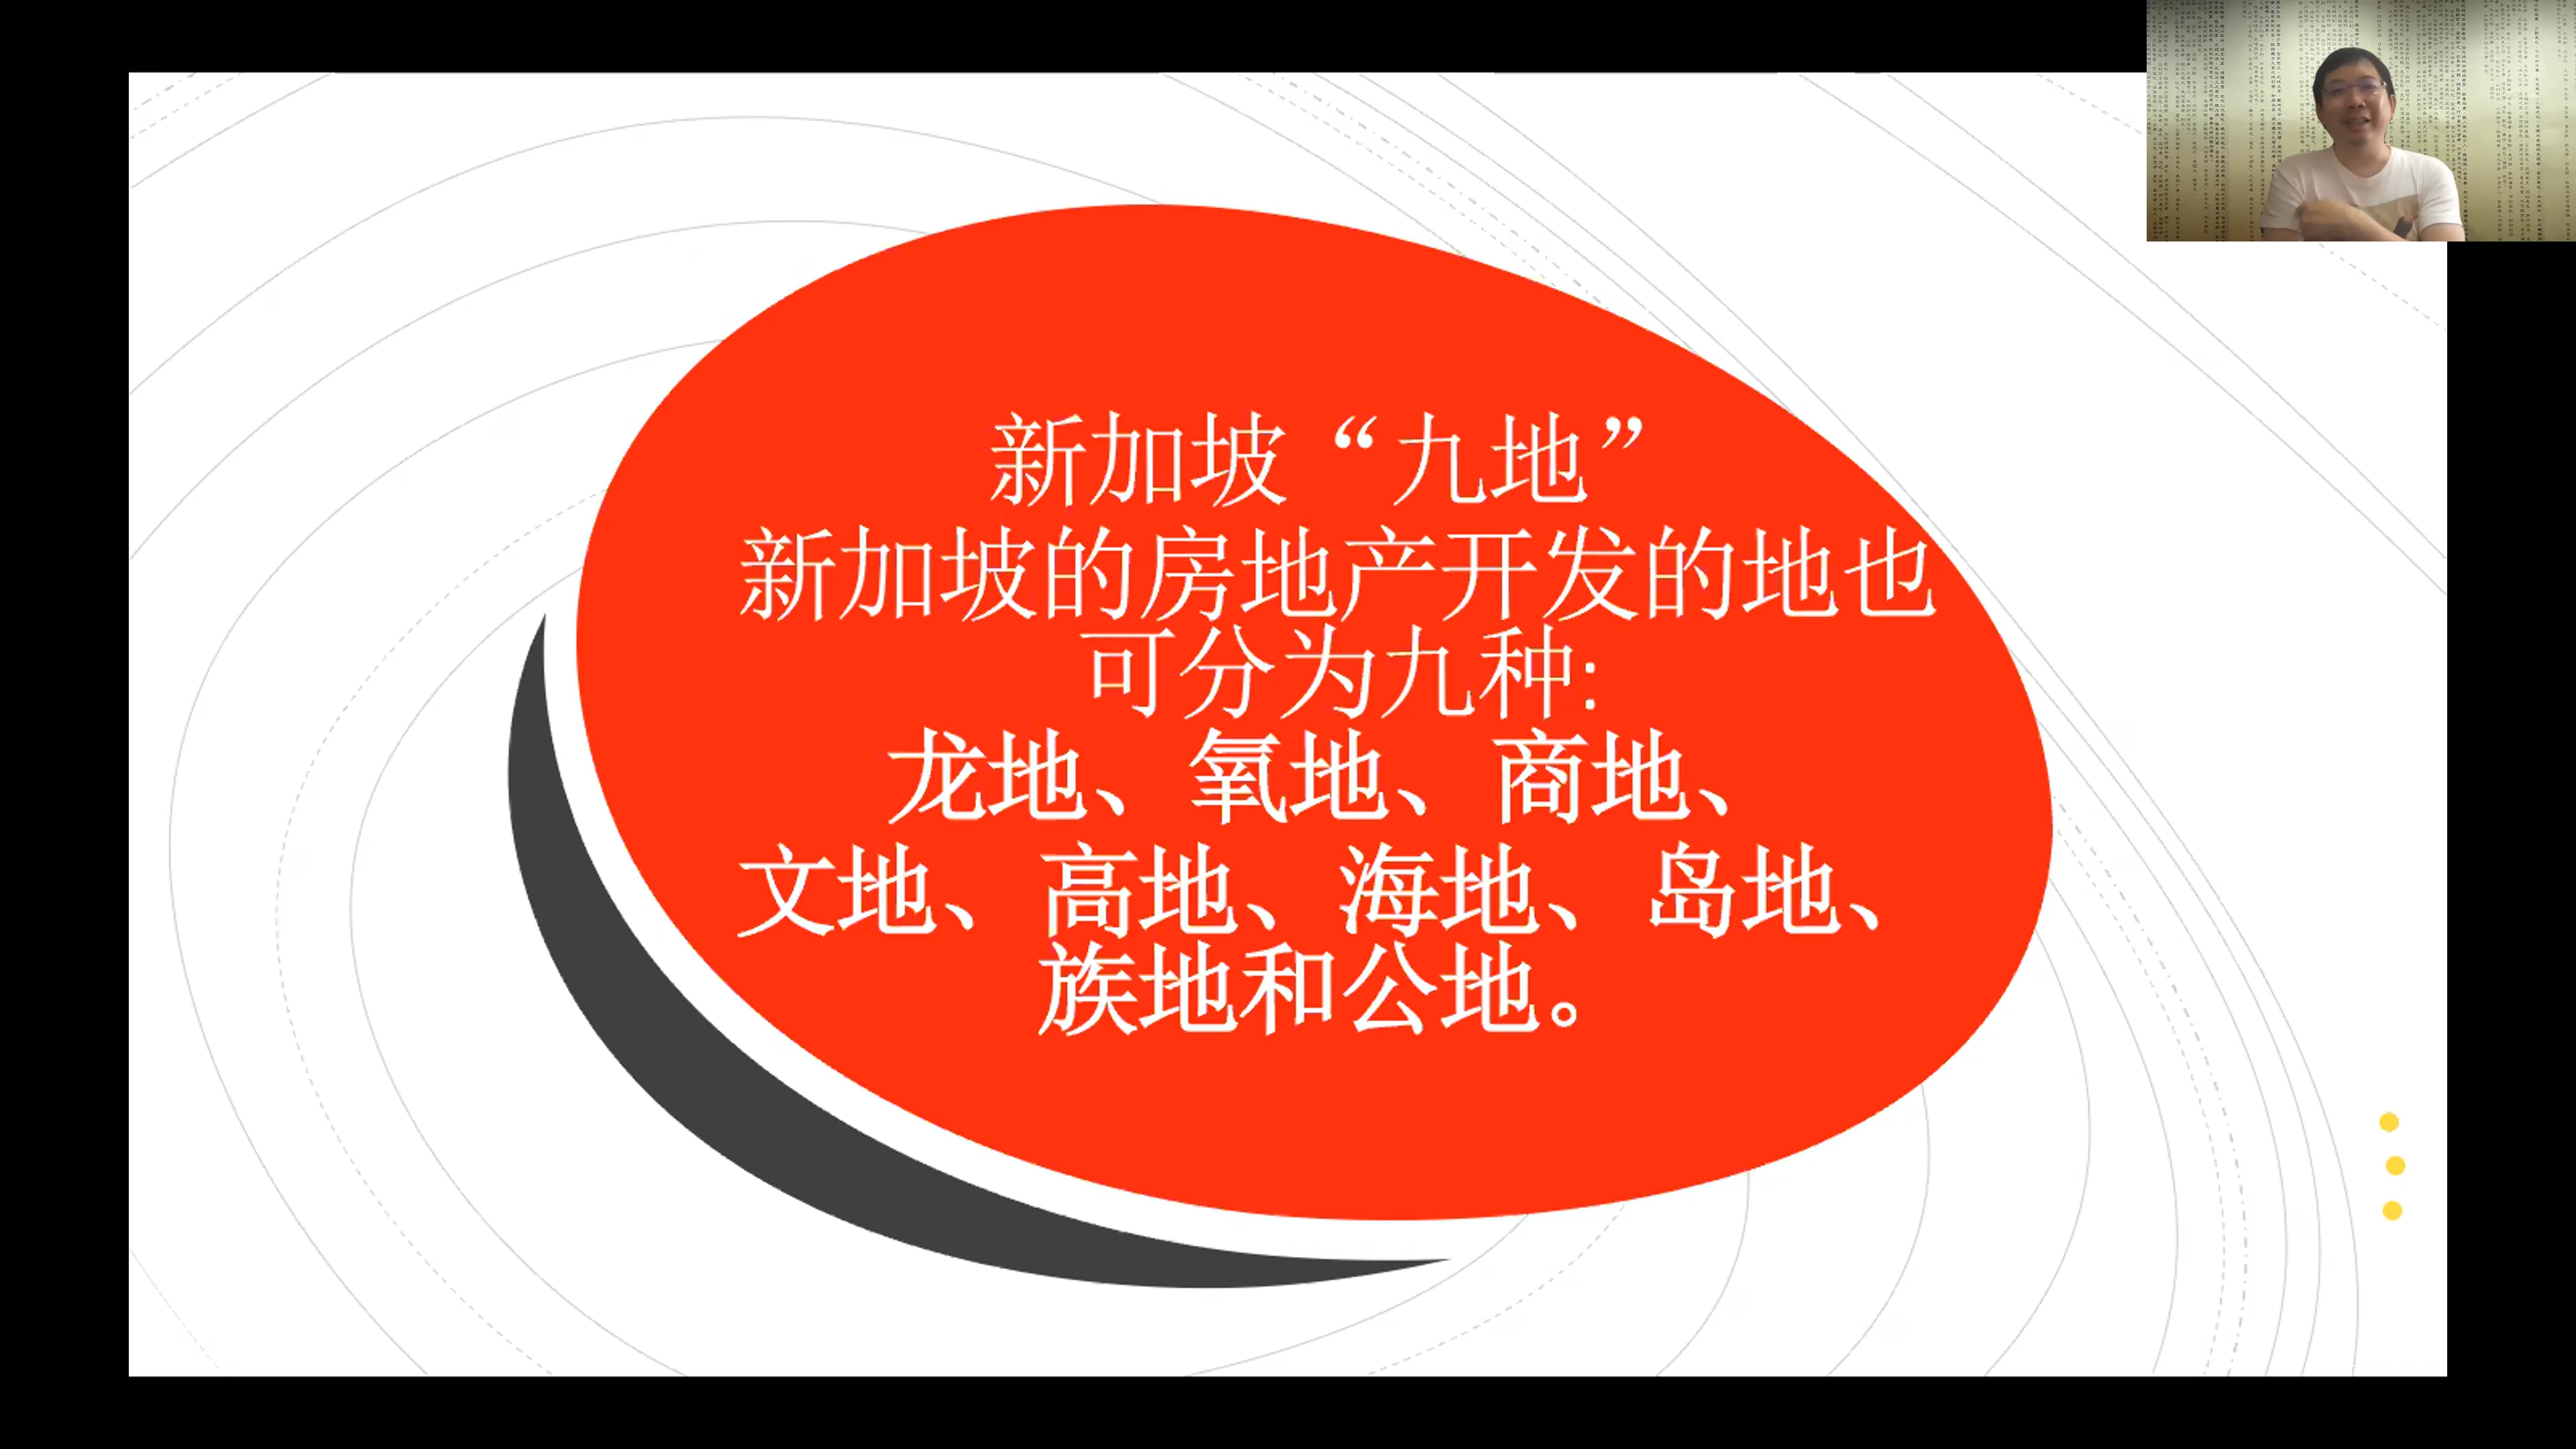 新加坡“九地”
新加坡的房地产开发的地也
可分为九种:
龙地、氧地、商地、
文地、高地、海地、岛地、
族地和公地。